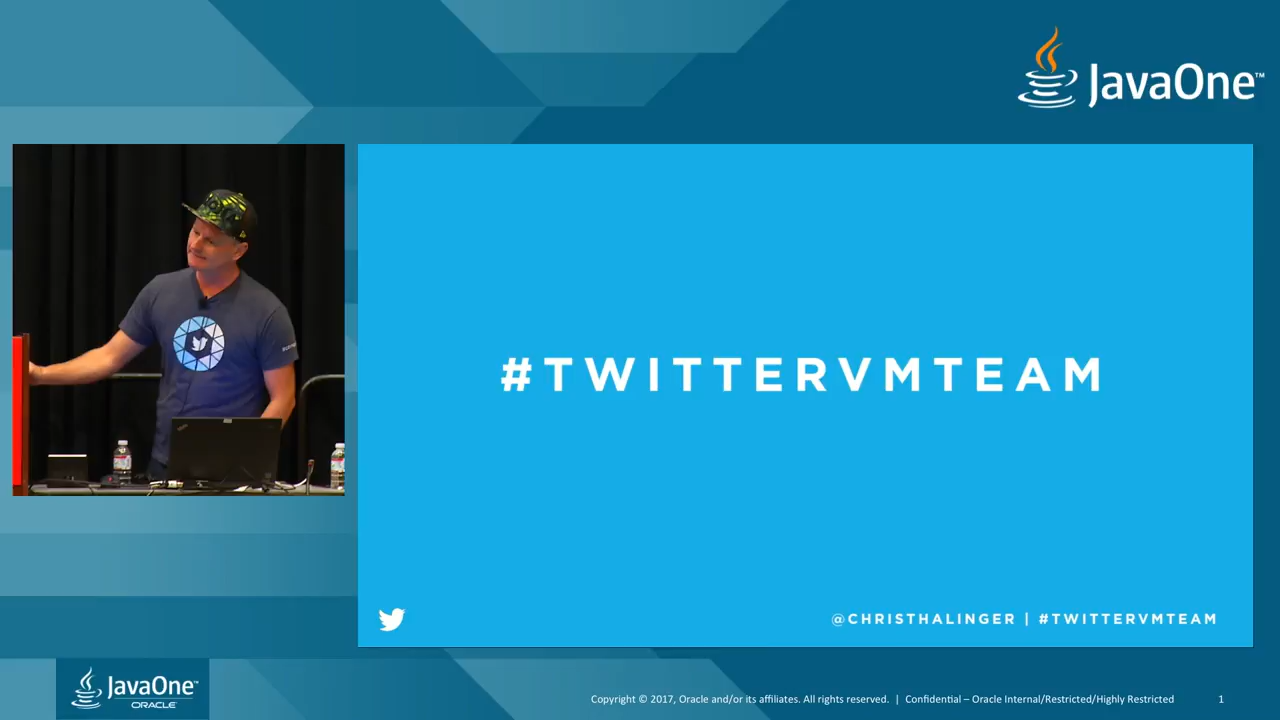 JavaOne™
#TWITTERVMTEAM
@CHRISTHALINGER | #TWITTERVMTEAM
JavaOne™
ORACLE
Copyright © 2017, Oracle and/or its affiliates. All rights reserved. | Confidential – Oracle Internal/Restricted/Highly Restricted 1